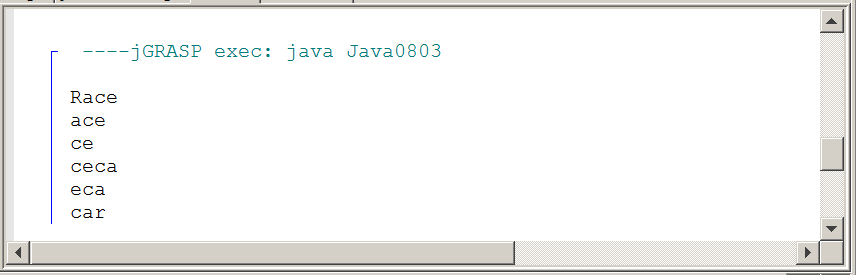 ----jGRASP exec: java Java0803
Race
ace
ce
ceca
eca
car